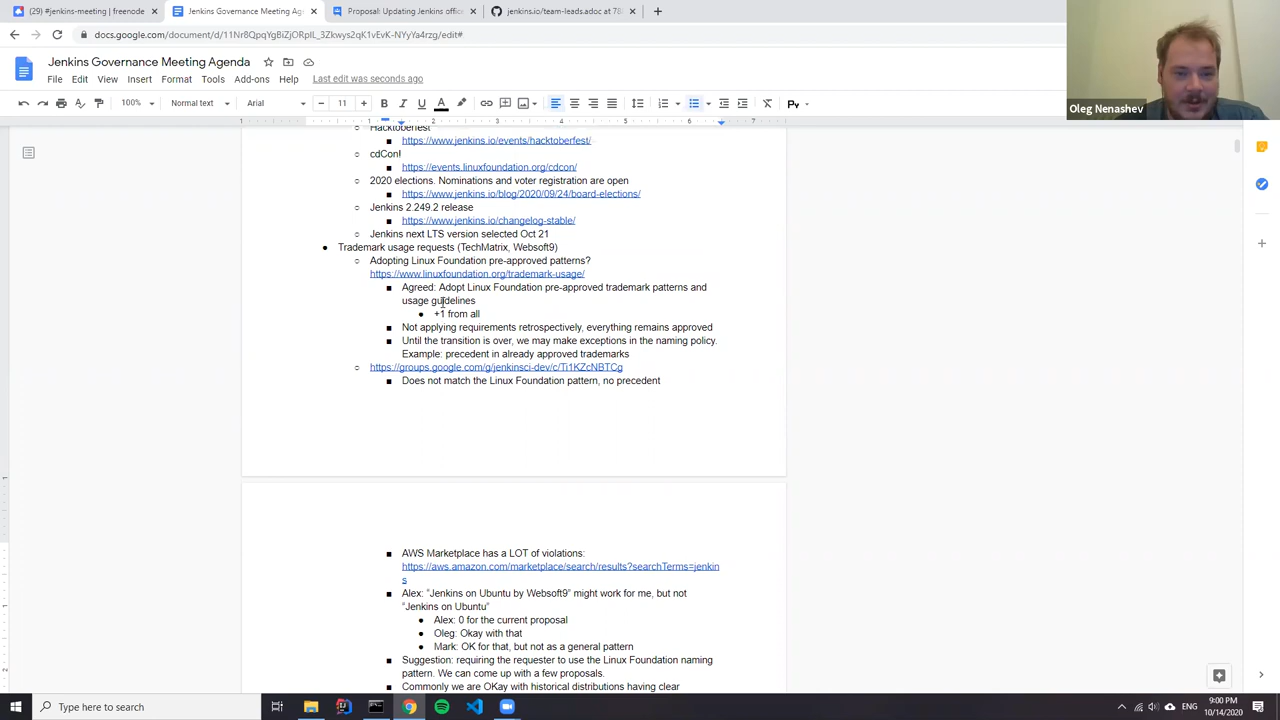 (29) #jenkins-meeting | freenode
Jenkins Governance Meeting Age
Proposal: Updating Jenkins offic
jenkins.io/team-leads.adoc at 78
docs.google.com/document/d/11Nr8QpqYgBiZjORpIL_3Zkwys2qK1vEvK-NYyYa4rzg/edit#
Jenkins Governance Meeting Agenda
File Edit View Insert Format Tools Add-ons Help Last edit was seconds ago
100% Normal text Arial 11
Oleg Nenashev
1 1 2 3 4 5 6 7
Hacktoberfest
https://www.jenkins.io/events/hacktoberfest/
cdCon!
https://events.linuxfoundation.org/cdcon/
2020 elections. Nominations and voter registration are open
https://www.jenkins.io/blog/2020/09/24/board-elections/
Jenkins 2.249.2 release
https://www.jenkins.io/changelog-stable/
Jenkins next LTS version selected Oct 21
Trademark usage requests (TechMatrix, Websoft9)
Adopting Linux Foundation pre-approved patterns?
https://www.linuxfoundation.org/trademark-usage/
Agreed: Adopt Linux Foundation pre-approved trademark patterns and
usage guidelines
+1 from all
Not applying requirements retrospectively, everything remains approved
Until the transition is over, we may make exceptions in the naming policy.
Example: precedent in already approved trademarks
https://groups.google.com/g/jenkinsci-dev/c/Ti1KZcNBTCg
Does not match the Linux Foundation pattern, no precedent
AWS Marketplace has a LOT of violations:
https://aws.amazon.com/marketplace/search/results?searchTerms=jenkin
s
Alex: "Jenkins on Ubuntu by Websoft9" might work for me, but not
"Jenkins on Ubuntu"
Alex: 0 for the current proposal
Oleg: Okay with that
Mark: OK for that, but not as a general pattern
Suggestion: requiring the requester to use the Linux Foundation naming
pattern. We can come up with a few proposals.
Commonly we are OKay with historical distributions having clear
Type here to search
ENG
9:00 PM
10/14/2020